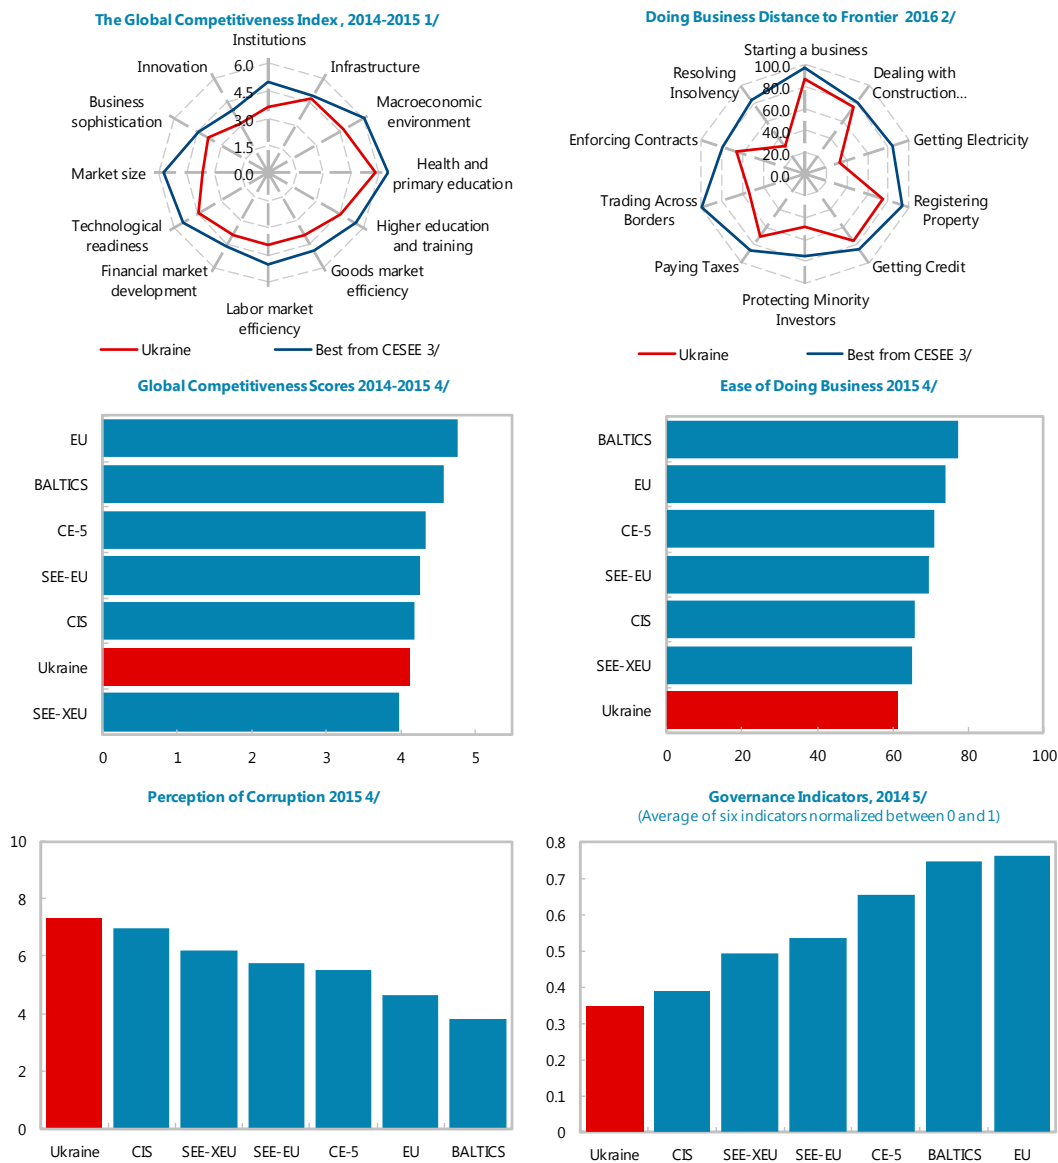 The Global Competitiveness Index , 2014-2015 1/
Institutions
Infrastructure
Macroeconomic
environment
Health and
primary education
Higher education
and training
Goods market
efficiency
Labor market
efficiency
Financial market
development
Technological
readiness
Market size
Business
sophistication
Innovation
6.0
4.5
3.0
1.5
0.0
Ukraine
Best from CESEE 3/
Doing Business Distance to Frontier 2016 2/
Starting a business
Dealing with
Construction...
Getting Electricity
Registering
Property
Getting Credit
Protecting Minority
Investors
Paying Taxes
Trading Across
Borders
Enforcing Contracts
Resolving
Insolvency
100.0
80.0
60.0
40.0
20.0
0.0
Ukraine
Best from CESEE 3/
Global Competitiveness Scores 2014-2015 4/
EU
BALTICS
CE-5
SEE-EU
CIS
Ukraine
SEE-XEU
0 1 2 3 4 5
Ease of Doing Business 2015 4/
BALTICS
EU
CE-5
SEE-EU
CIS
SEE-XEU
Ukraine
0 20 40 60 80 100
Perception of Corruption 2015 4/
10
8
6
4
2
0
Ukraine CIS SEE-XEU SEE-EU CE-5 EU BALTICS
Governance Indicators, 2014 5/
(Average of six indicators normalized between 0 and 1)
0.8
0.7
0.6
0.5
0.4
0.3
0.2
0.1
0
Ukraine CIS SEE-XEU SEE-EU CE-5 BALTICS EU